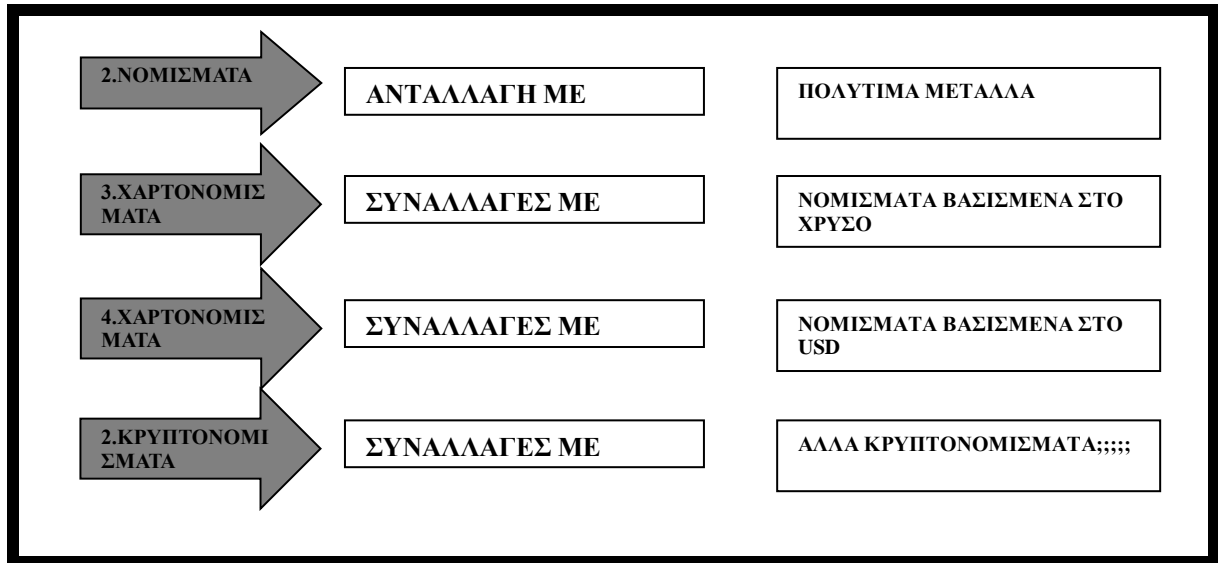 2.ΝΟΜΙΣΜΑΤΑ
ΑΝΤΑΛΛΑΓΗ ΜΕ
ΠΟΛΥΤΙΜΑ ΜΕΤΑΛΛΑ
3.ΧΑΡΤΟΝΟΜΙΣ
ΜΑΤΑ
ΣΥΝΑΛΛΑΓΕΣ ΜΕ
ΝΟΜΙΣΜΑΤΑ ΒΑΣΙΣΜΕΝΑ ΣΤΟ
ΧΡΥΣΟ
4.ΧΑΡΤΟΝΟΜΙΣ
ΜΑΤΑ
ΣΥΝΑΛΛΑΓΕΣ ΜΕ
ΝΟΜΙΣΜΑΤΑ ΒΑΣΙΣΜΕΝΑ ΣΤΟ
USD
2.ΚΡΥΠΤΟΝΟΜΙ
ΣΜΑΤΑ
ΣΥΝΑΛΛΑΓΕΣ ΜΕ
ΑΛΛΑ ΚΡΥΠΤΟΝΟΜΙΣΜΑΤΑ;;;;;